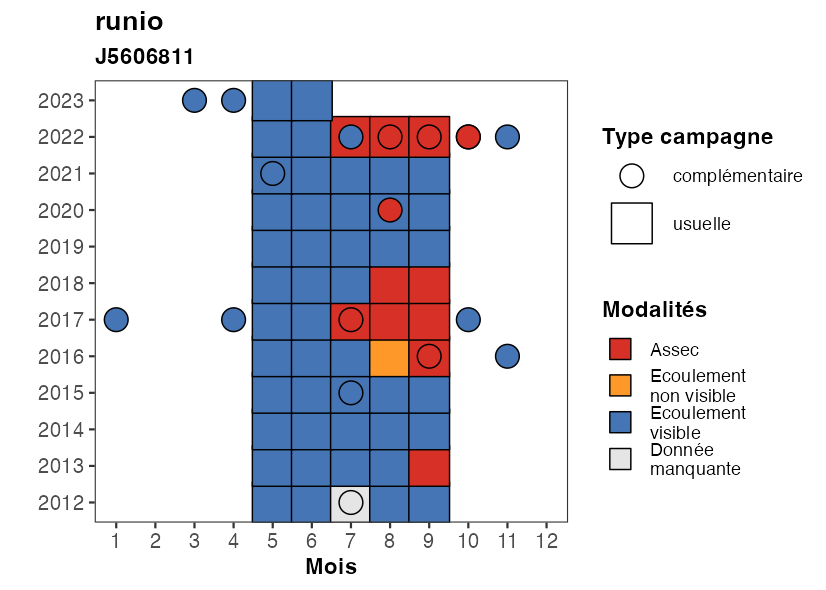 runio
J5606811
2023
2022
2021
2020
2019
2018
2017
2016
2015
2014
2013
2012
1 2 3 4 5 6 7 8 9 10 11 12
Mois
Type campagne
complémentaire
usuelle
Modalités
Assec
Ecoulement
non visible
Ecoulement
visible
Donnée
manquante